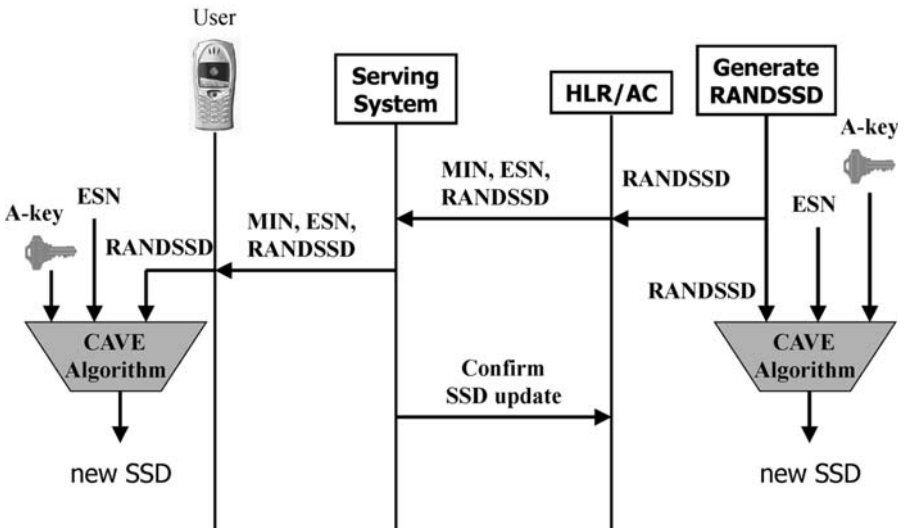 User
Serving
System
HLR/AC
Generate
RANDSSD
A-key
MIN, ESN,
RANDSSD
RANDSSD
ESN
ESN
A-key
MIN, ESN,
RANDSSD
RANDSSD
RANDSSD
CAVE
Algorithm
CAVE
Algorithm
Confirm
SSD update
new SSD
new SSD